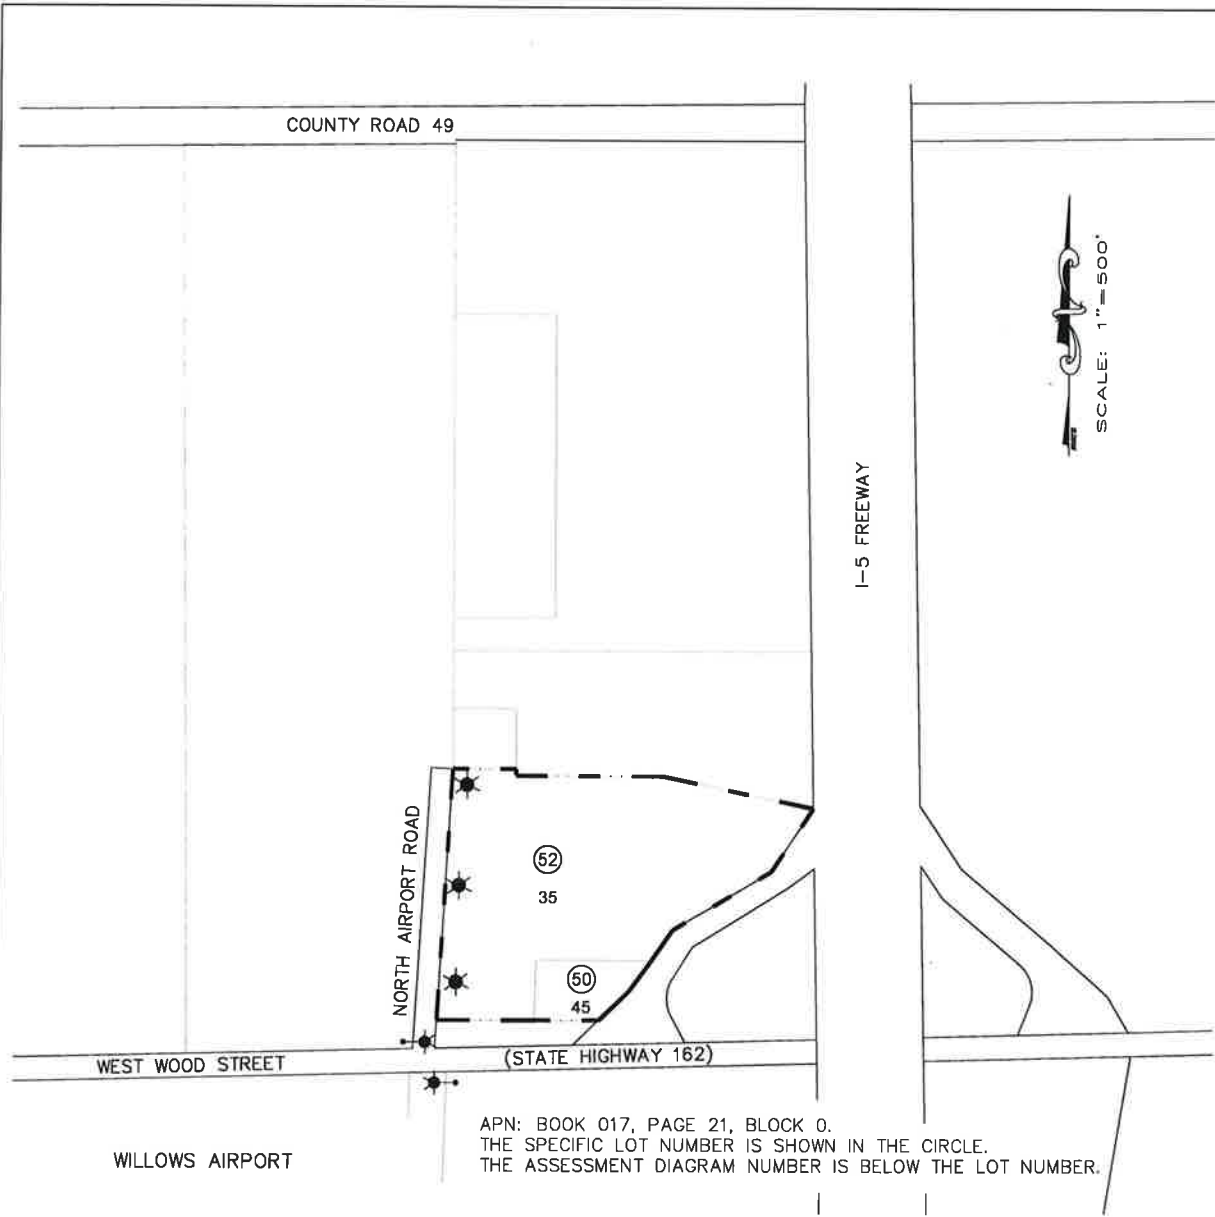 COUNTY ROAD 49
SCALE: 1"=500'
I-5 FREEWAY
NORTH AIRPORT ROAD
52
35
50
45
WEST WOOD STREET
(STATE HIGHWAY 162)
WILLOWS AIRPORT
APN: BOOK 017, PAGE 21, BLOCK 0.
THE SPECIFIC LOT NUMBER IS SHOWN IN THE CIRCLE.
THE ASSESSMENT DIAGRAM NUMBER IS BELOW THE LOT NUMBER.